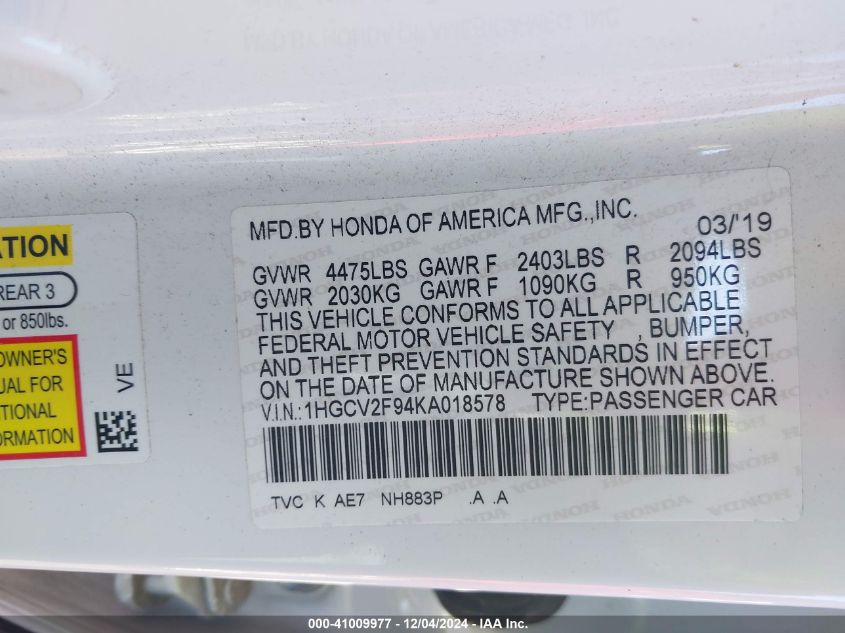 ATION
REAR 3
or 850lbs.
OWNER'S
UAL FOR
TIONAL
ORMATION
VE
MFD.BY HONDA OF AMERICA MFG.,INC.
03/'19
GVWR 4475LBS GAWR F 2403LBS R 2094LBS
GVWR 2030KG GAWR F 1090KG R 950KG
THIS VEHICLE CONFORMS TO ALL APPLICABLE
FEDERAL MOTOR VEHICLE SAFETY , BUMPER,
AND THEFT PREVENTION STANDARDS IN EFFECT
ON THE DATE OF MANUFACTURE SHOWN ABOVE.
V.I.N.:1HGCV2F94KA018578 TYPE:PASSENGER CAR
TVC K AE7 NH883P .A .A
HONDA HONDA HONDA
000-41009977 - 12/04/2024 - IAA Inc.